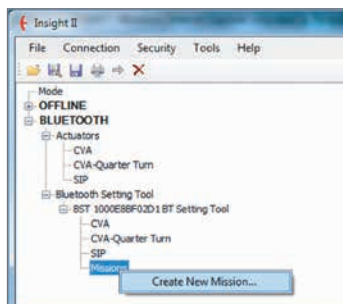 Insight II
File Connection Security Tools Help
Mode
OFFLINE
BLUETOOTH
Actuators
CVA
CVA-Quarter Turn
SIP
Bluetooth Setting Tool
BST 1000E8BF02D1 BT Setting Tool
CVA
CVA-Quarter Turn
SIP
Missions
Create New Mission...